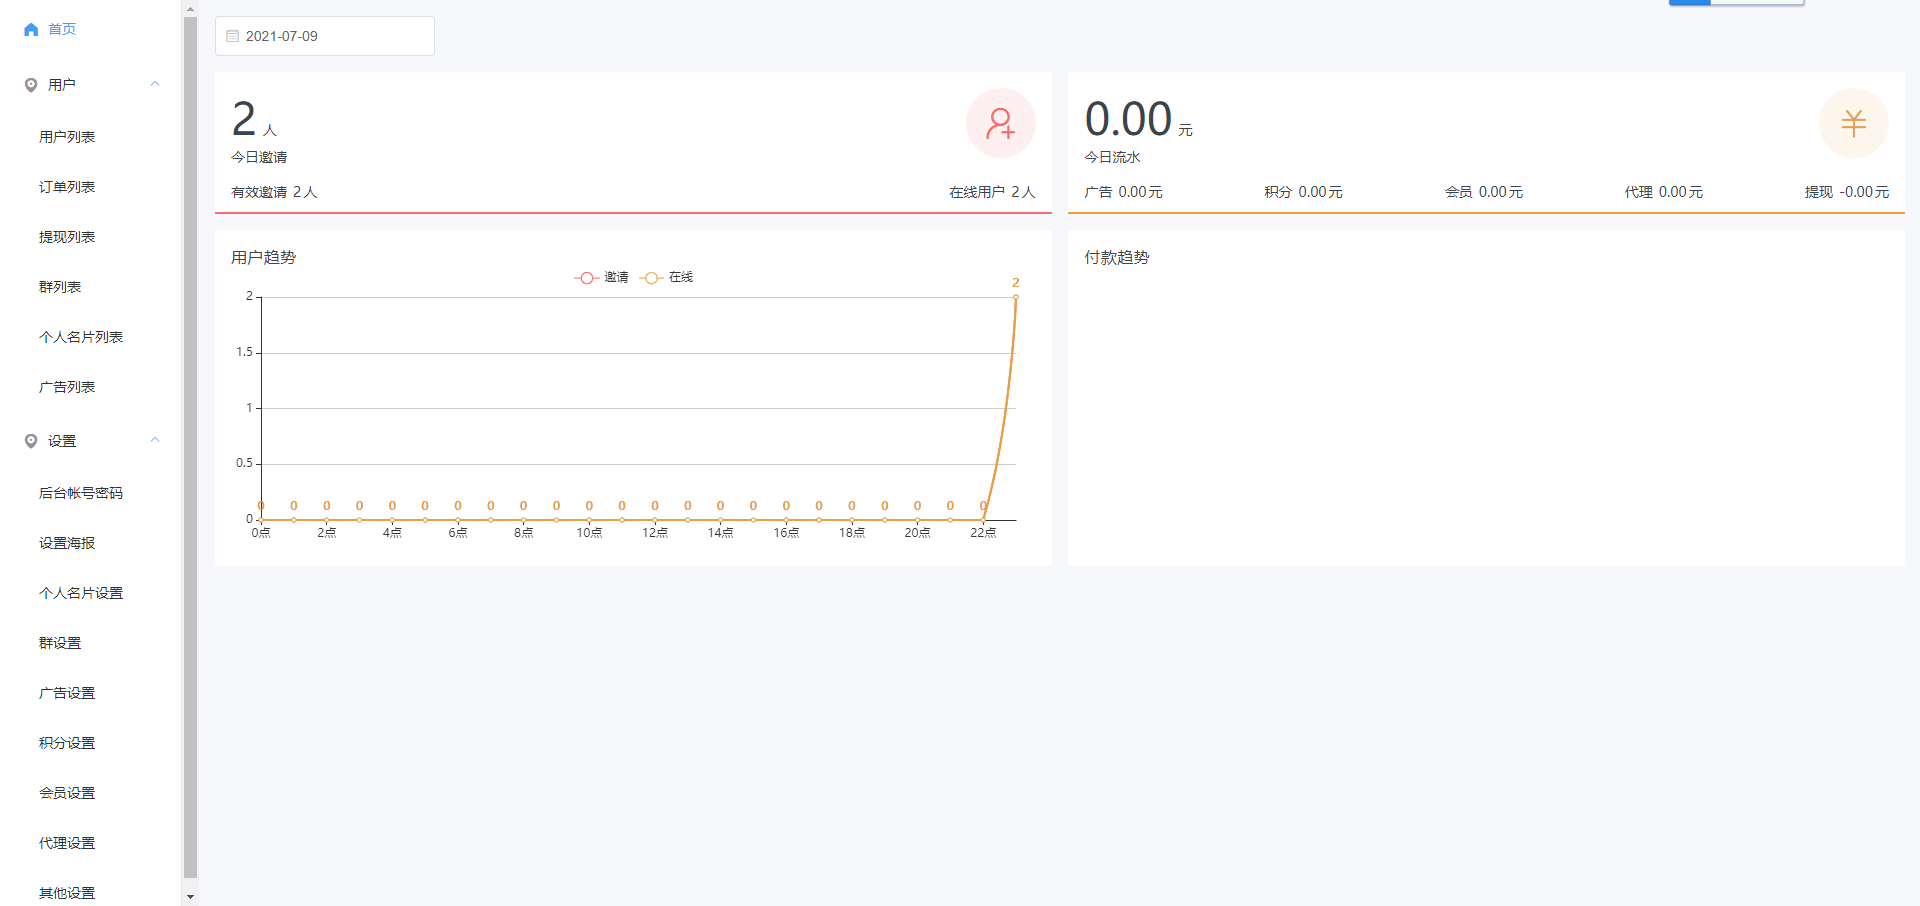 首页
用户
用户列表
订单列表
提现列表
群列表
个人名片列表
广告列表
设置
后台帐号密码
设置海报
个人名片设置
群设置
广告设置
积分设置
会员设置
代理设置
其他设置
2021-07-09
2 人
今日邀请
有效邀请 2人 在线用户 2人
0.00 元
今日流水
广告 0.00元 积分 0.00元 会员 0.00元 代理 0.00元 提现 -0.00元
用户趋势
邀请 在线
2
2
1.5
1
0.5
0 0 0 0 0 0 0 0 0 0 0 0 0 0 0 0 0 0 0 0 0 0 0
0
0点 2点 4点 6点 8点 10点 12点 14点 16点 18点 20点 22点
付款趋势